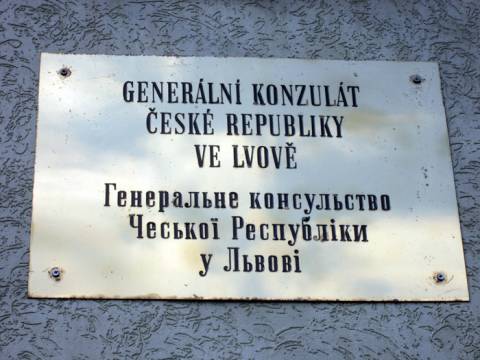 GENERÁLNÍ KONZULÁT
ČESKÉ REPUBLIKY
VE LVOVĚ
Генеральне консульство
Чеської Республіки
у Львові